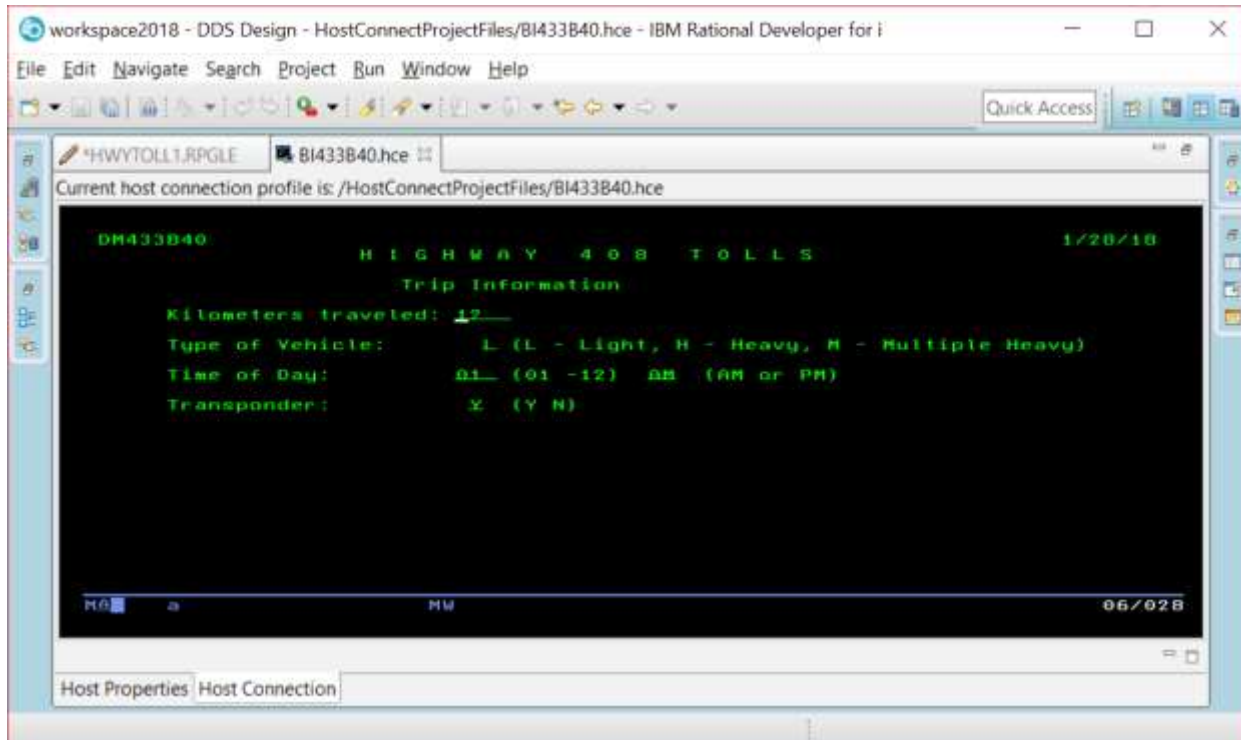 workspace2018 - DDS Design - HostConnectProjectFiles/BI433B40.hce - IBM Rational Developer for i
File Edit Navigate Search Project Run Window Help
Quick Access
*HWYTOLL1.RPGLE BI433B40.hce
Current host connection profile is: /HostConnectProjectFiles/BI433B40.hce
DM433B40 1/28/18
H I G H W A Y 4 0 8 T O L L S
Trip Information
Kilometers traveled: 12
Type of Vehicle: L (L - Light, H - Heavy, M - Multiple Heavy)
Time of Day: 01 (01 -12) AM (AM or PM)
Transponder: Y (Y N)
MA a MW 06/028
Host Properties Host Connection